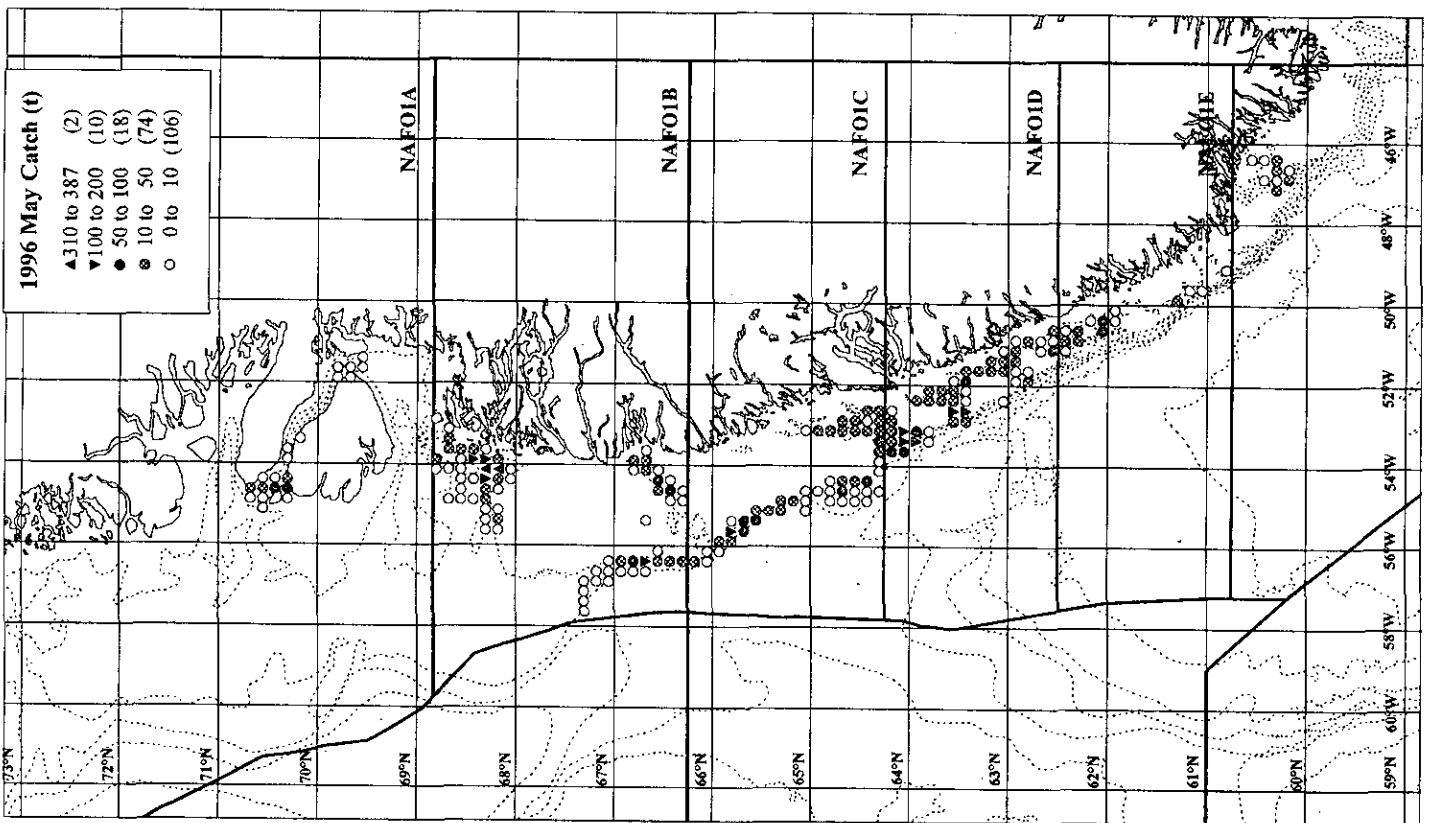 1996 May Catch (t)
▲ 310 to 387 (2)
▼ 100 to 200 (10)
● 50 to 100 (18)
⊗ 10 to 50 (74)
○ 0 to 10 (106)
NAFO1A
NAFO1B
NAFO1C
NAFO1D
NAFO1E
73°N
72°N
71°N
70°N
69°N
68°N
67°N
66°N
65°N
64°N
63°N
62°N
61°N
60°N
59°N
46°W
48°W
50°W
52°W
54°W
56°W
58°W
60°W